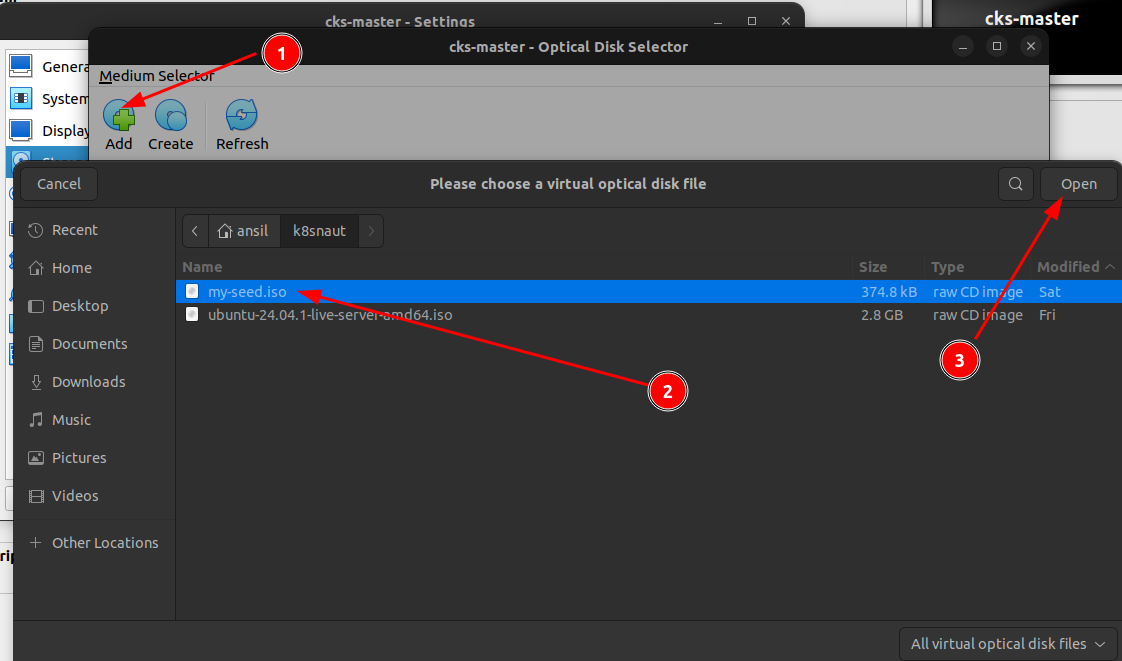 cks-master - Settings
cks-master
cks-master - Optical Disk Selector
1
Medium Selector
General
System
Display
Add Create Refresh
Cancel Please choose a virtual optical disk file Open
Recent
ansil k8snaut
Home
Name Size Type Modified
my-seed.iso 374.8 kB raw CD image Sat
ubuntu-24.04.1-live-server-amd64.iso 2.8 GB raw CD image Fri
Desktop
Documents
Downloads
Music
Pictures
Videos
Other Locations
2
3
All virtual optical disk files